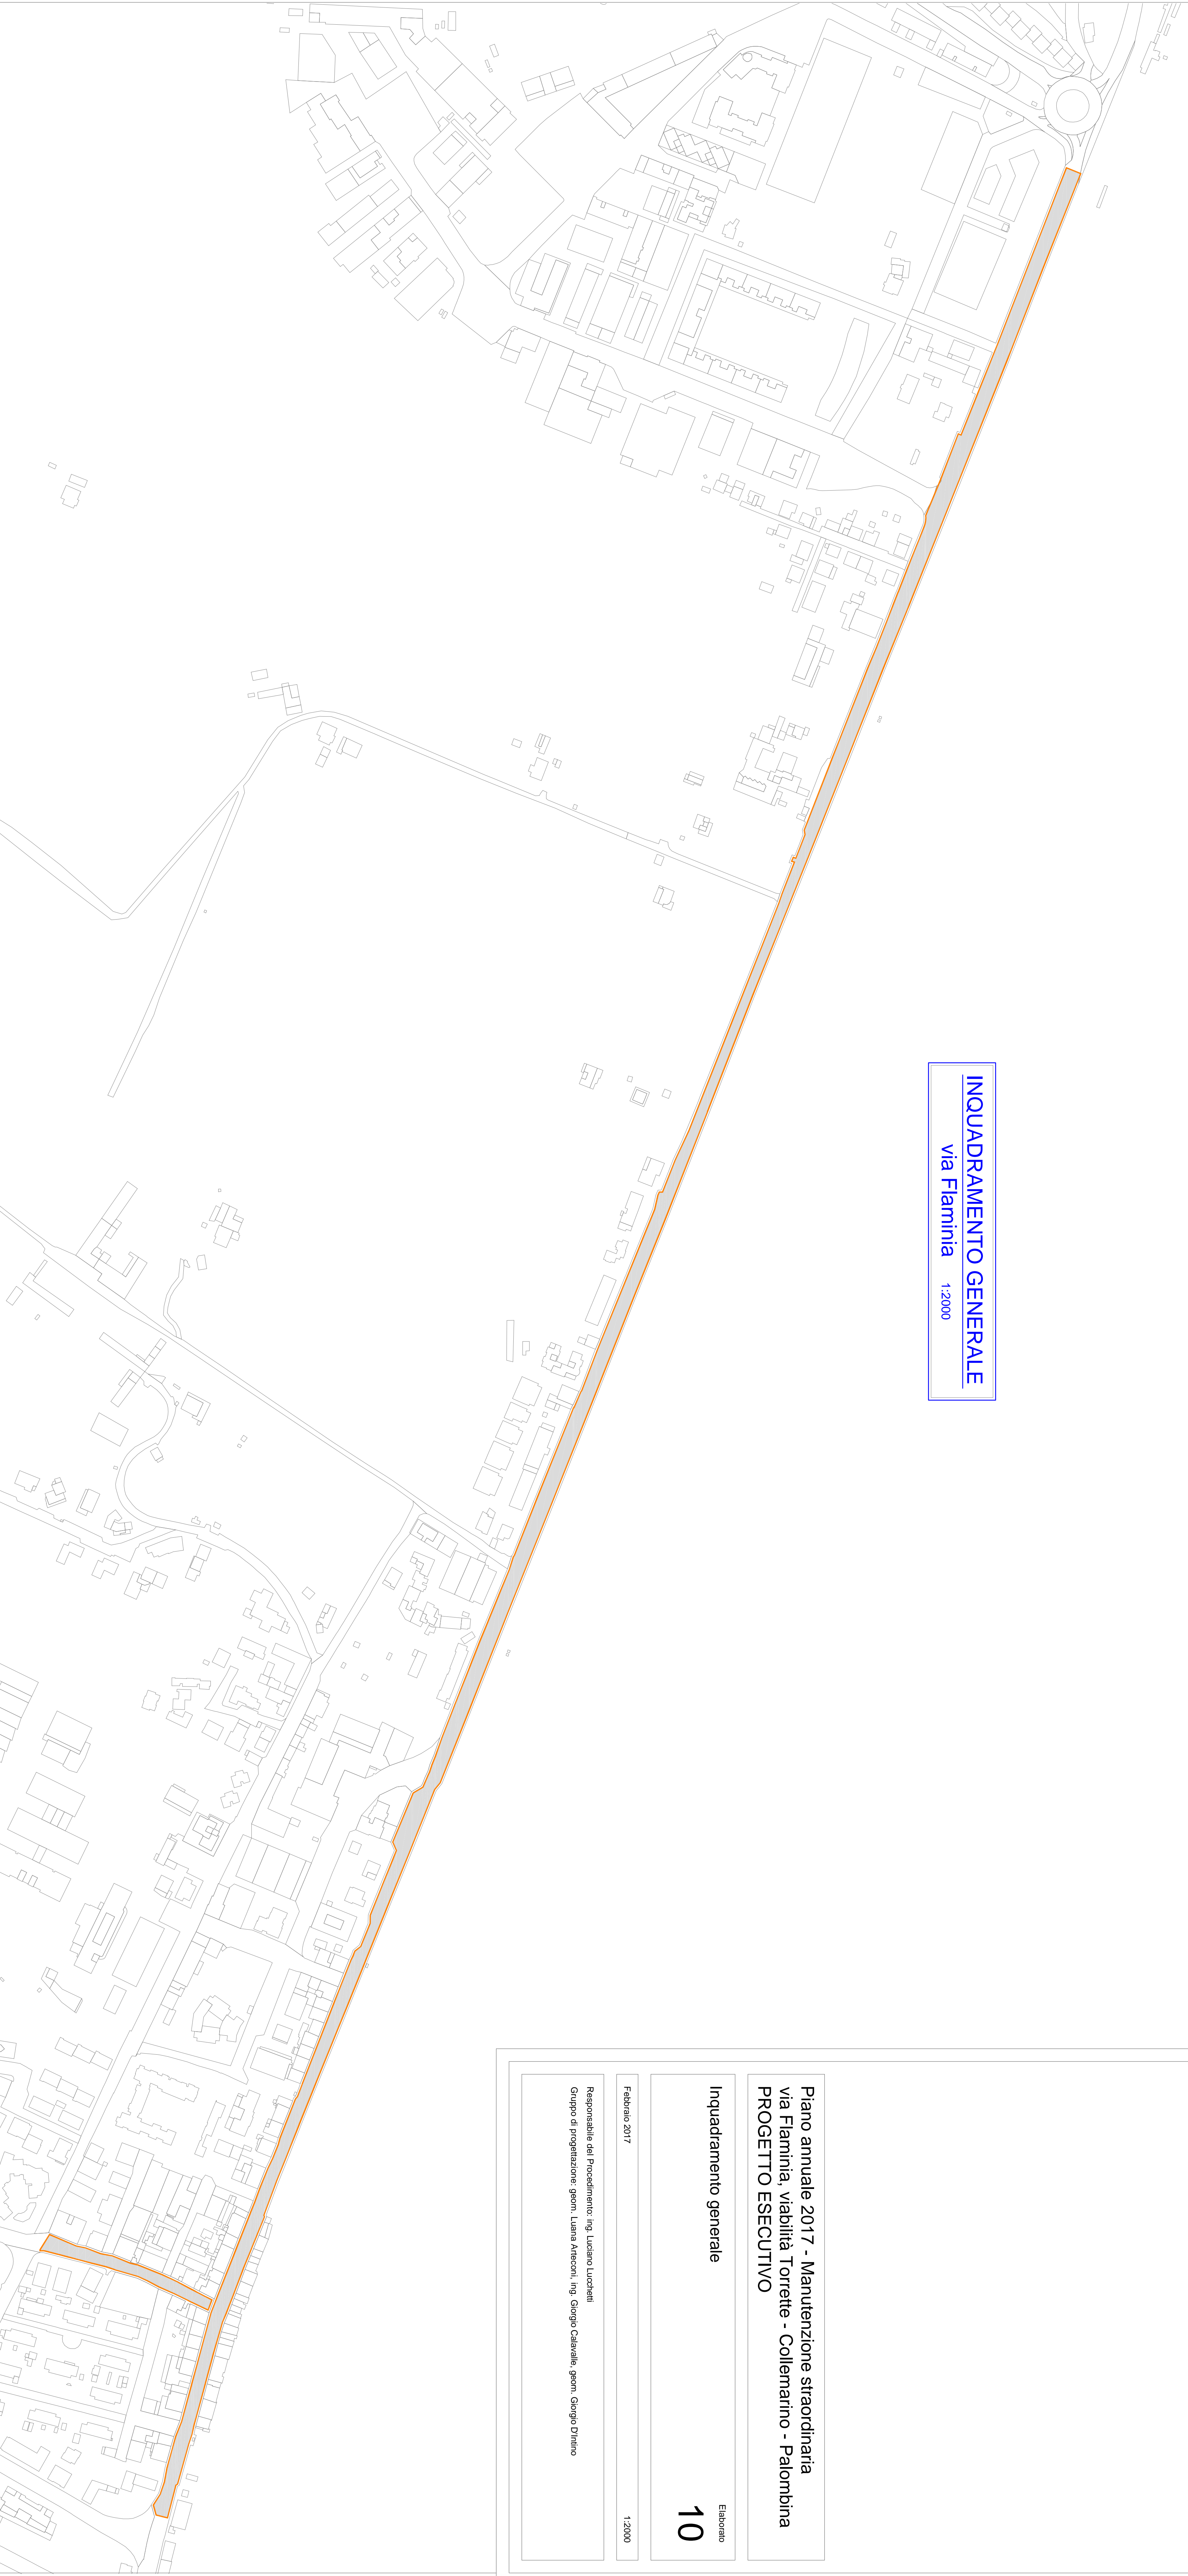 INQUADRAMENTO GENERALE
via Flaminia 1:2000
Piano annuale 2017 - Manutenzione straordinaria
via Flaminia, viabilità Torrette - Collemarino - Palombina
PROGETTO ESECUTIVO
Inquadramento generale
Elaborato
10
Febbraio 2017 1:2000
Responsabile del Procedimento: ing. Luciano Lucchetti
Gruppo di progettazione: geom. Luana Arteconi, ing. Giorgio Calavalle, geom. Giorgio D'Intino